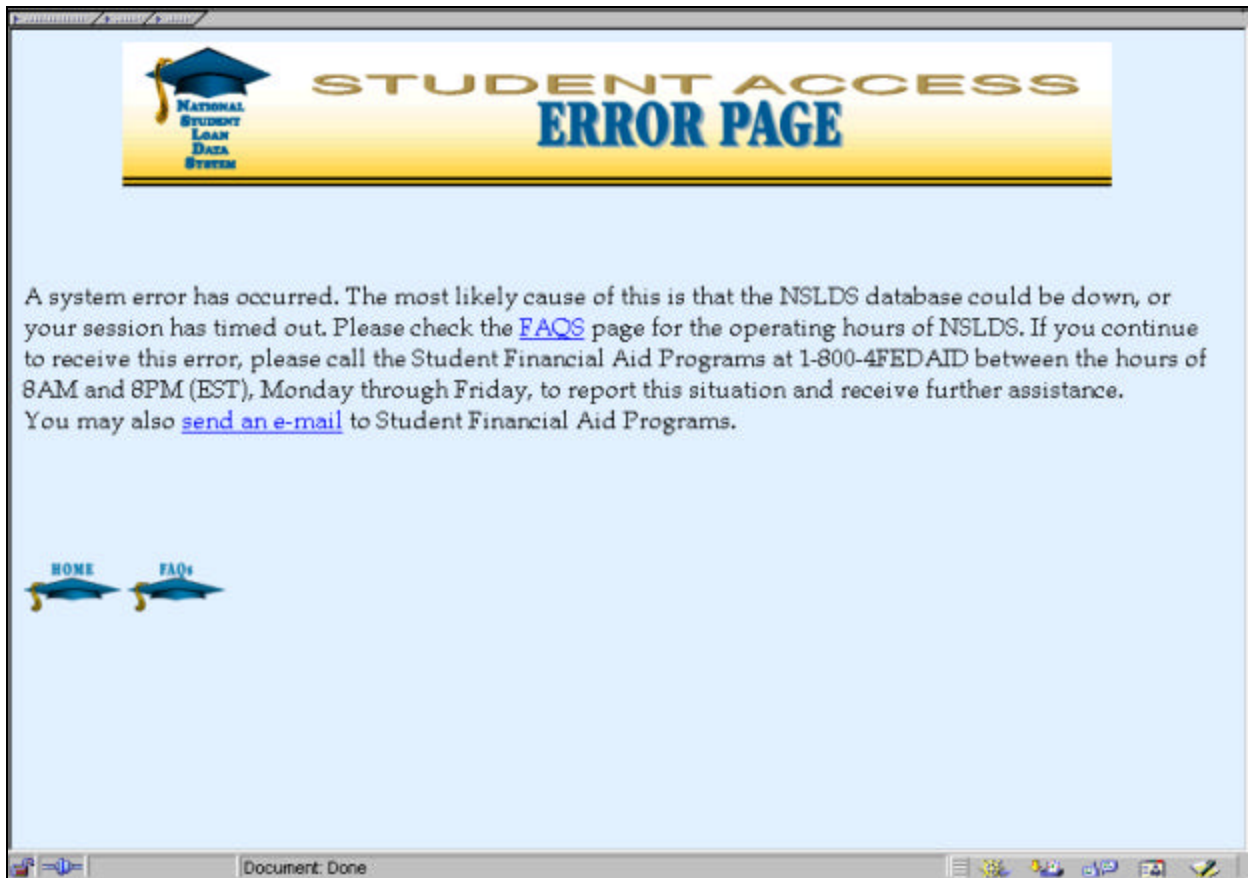 NATIONAL
STUDENT
LOAN
DATA
SYSTEM
STUDENT ACCESS
ERROR PAGE
A system error has occurred. The most likely cause of this is that the NSLDS database could be down, or
your session has timed out. Please check the FAQS page for the operating hours of NSLDS. If you continue
to receive this error, please call the Student Financial Aid Programs at 1-800-4FEDAID between the hours of
8AM and 8PM (EST), Monday through Friday, to report this situation and receive further assistance.
You may also send an e-mail to Student Financial Aid Programs.
HOME FAQs
Document: Done